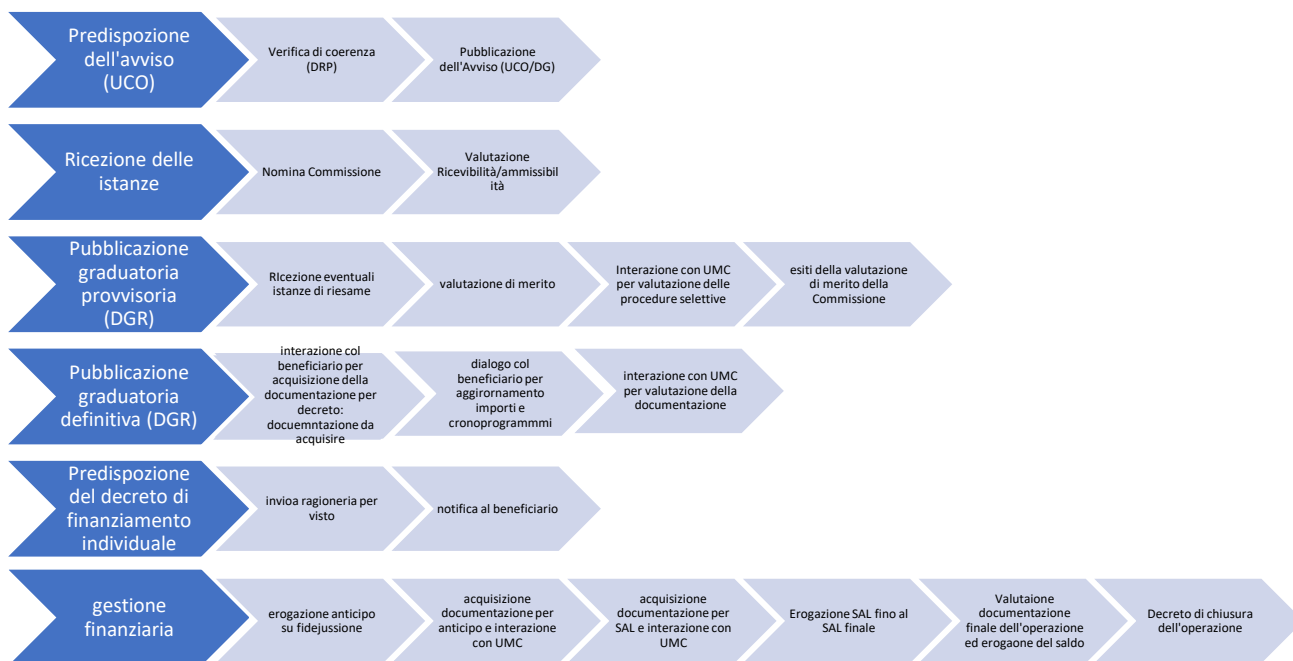 Predispozione
dell'avviso
(UCO)
Verifica di coerenza
(DRP)
Pubblicazione
dell'Avviso (UCO/DG)
Ricezione delle
istanze
Nomina Commissione
Valutazione
Ricevibilità/ammissibil
ità
Pubblicazione
graduatoria
provvisoria
(DGR)
RIcezione eventuali
istanze di riesame
valutazione di merito
Interazione con UMC
per valutazione delle
procedure selettive
esiti della valutazione
di merito della
Commissione
Pubblicazione
graduatoria
definitiva (DGR)
interazione col
beneficiario per
acquisizione della
documentazione per
decreto:
docuemntazione da
acquisire
dialogo col
beneficiario per
aggirornamento
importi e
cronoprogrammmi
interazione con UMC
per valutazione della
documentazione
Predispozione
del decreto di
finanziamento
individuale
invioa ragioneria per
visto
notifica al beneficiario
gestione
finanziaria
erogazione anticipo
su fidejussione
acquisizione
documentazione per
anticipo e interazione
con UMC
acquisizione
documentazione per
SAL e interazione con
UMC
Erogazione SAL fino al
SAL finale
Valutaione
documentazione
finale dell'operazione
ed erogaone del saldo
Decreto di chiusura
dell'operazione